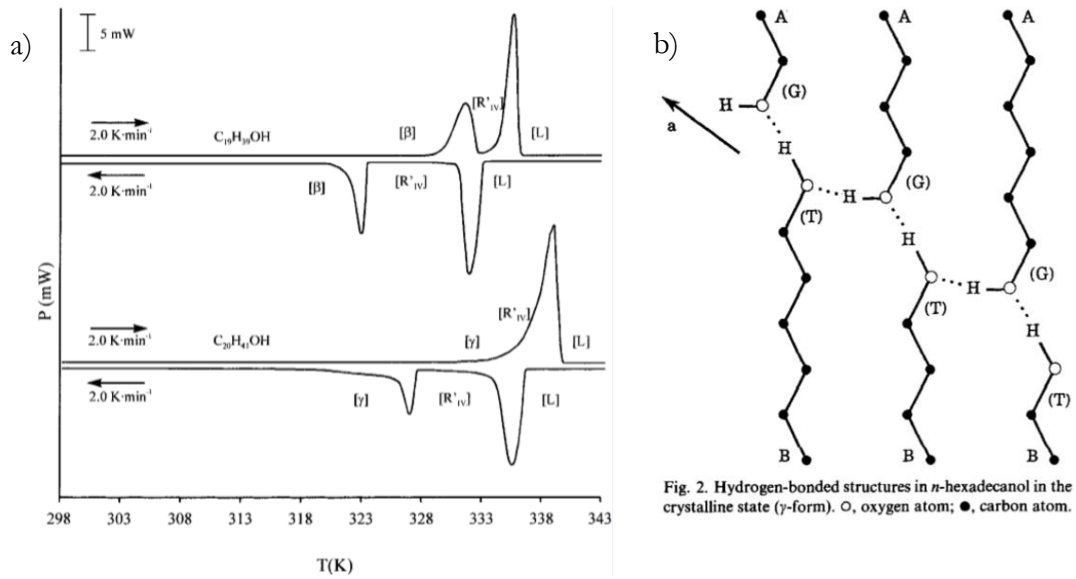 a)
5 mW
[R'IV]
[β]
[L]
2.0 K·min-1
C19H39OH
2.0 K·min-1
[β]
[R'IV]
[L]
P (mW)
[R'IV]
[γ]
[L]
2.0 K·min-1
C20H41OH
2.0 K·min-1
[γ]
[R'IV]
[L]
298 303 308 313 318 323 328 333 338 343
T(K)
b)
A A A
H (G)
a
H
H (G)
(T)
H
H (G)
(T)
H
(T)
B B B
Fig. 2. Hydrogen-bonded structures in n-hexadecanol in the
crystalline state (γ-form). ○, oxygen atom; ●, carbon atom.